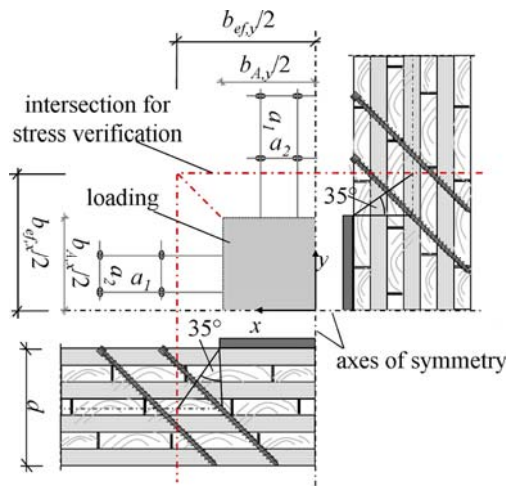 b_ef,y/2
b_A,y/2
intersection for
stress verification
a_1
a_2
loading
35°
b_ef,x/2
b_A,x/2
a_2
a_1
y
x
35°
axes of symmetry
d